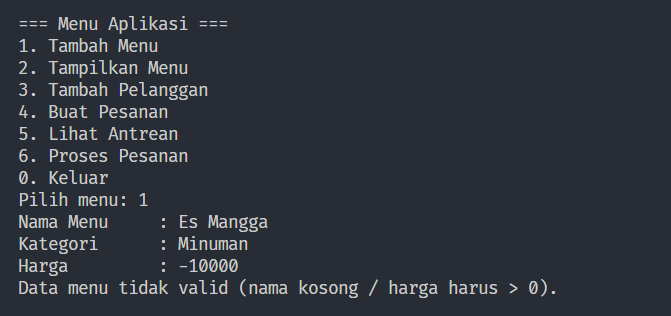 === Menu Aplikasi ===
1. Tambah Menu
2. Tampilkan Menu
3. Tambah Pelanggan
4. Buat Pesanan
5. Lihat Antrean
6. Proses Pesanan
0. Keluar
Pilih menu: 1
Nama Menu     : Es Mangga
Kategori      : Minuman
Harga         : -10000
Data menu tidak valid (nama kosong / harga harus > 0).